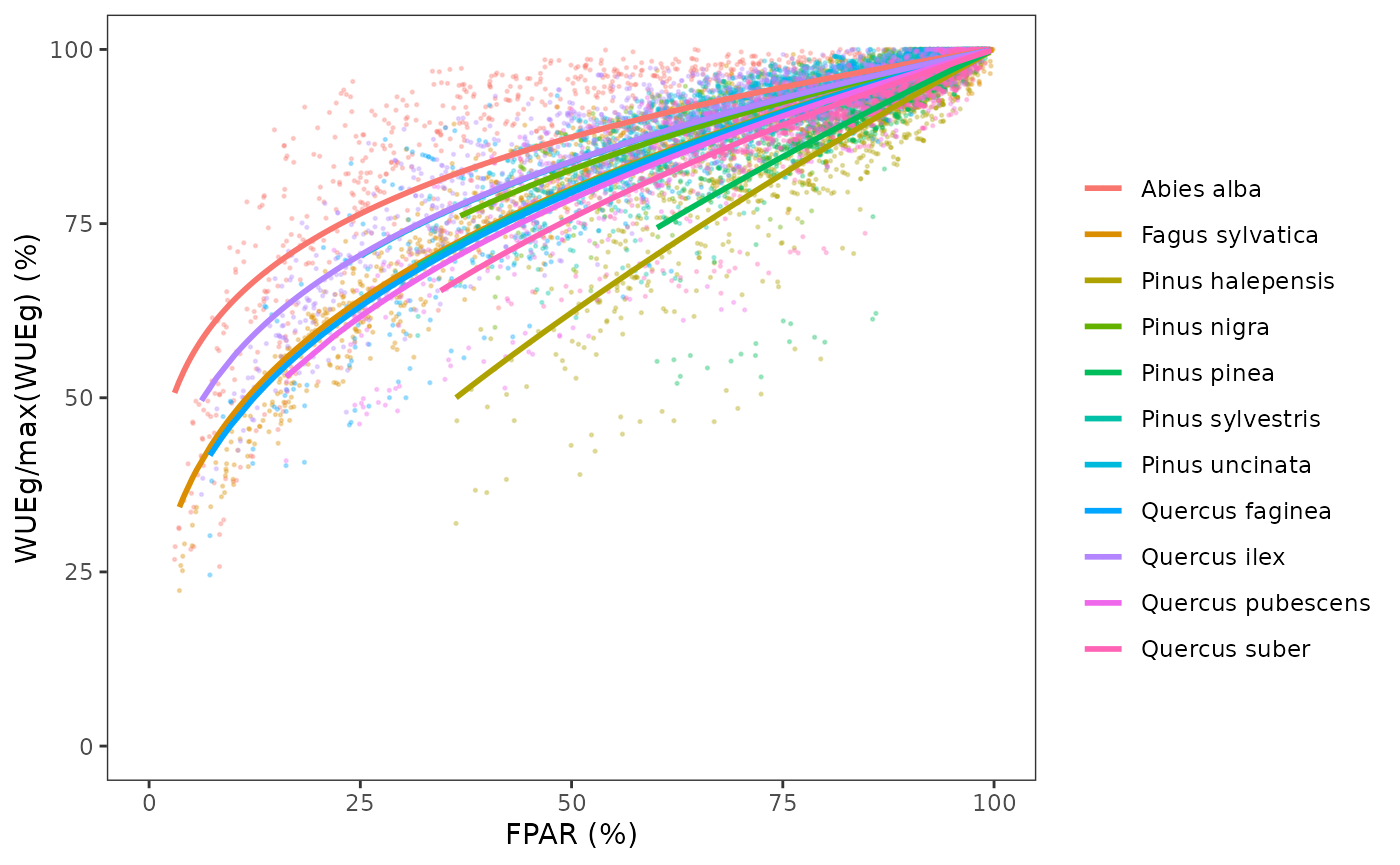 WUEg/max(WUEg) (%)
100
75
50
25
0
0
25
50
75
100
FPAR (%)
Abies alba
Fagus sylvatica
Pinus halepensis
Pinus nigra
Pinus pinea
Pinus sylvestris
Pinus uncinata
Quercus faginea
Quercus ilex
Quercus pubescens
Quercus suber